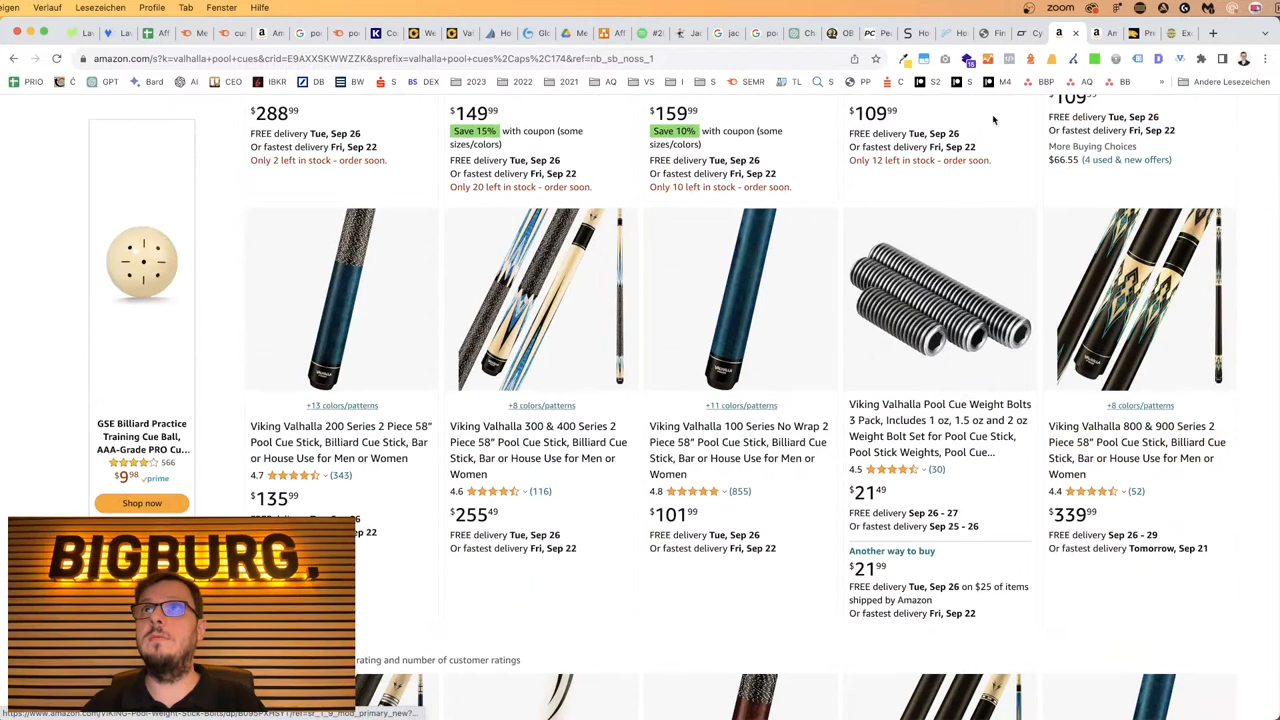 eigen Verlauf Lesezeichen Profile Tab Fenster Hilfe zoom
amazon.com/s?k=valhalla+pool+cues&crid=E9AXXSKWWZ7K&sprefix=valhalla+pool+cues%2Caps%2C174&ref=nb_sb_noss_1
PRIO GPT Bard AI CEO IBKR DB BW DEX 2023 2022 2021 AQ VS I S SEMR TL S PP C S2 S M4 BBP AQ BB » Andere Lesezeichen
$288.99
FREE delivery Tue, Sep 26
Or fastest delivery Fri, Sep 22
Only 2 left in stock - order soon.
$149.99
Save 15% with coupon (some
sizes/colors)
FREE delivery Tue, Sep 26
Or fastest delivery Fri, Sep 22
Only 20 left in stock - order soon.
$159.99
Save 10% with coupon (some
sizes/colors)
FREE delivery Tue, Sep 26
Or fastest delivery Fri, Sep 22
Only 10 left in stock - order soon.
$109.99
FREE delivery Tue, Sep 26
Or fastest delivery Fri, Sep 22
Only 12 left in stock - order soon.
$109.99
FREE delivery Tue, Sep 26
Or fastest delivery Fri, Sep 22
More Buying Choices
$66.55 (4 used & new offers)
GSE Billiard Practice
Training Cue Ball,
AAA-Grade PRO Cu...
566
$9.98 prime
Shop now
+13 colors/patterns
Viking Valhalla 200 Series 2 Piece 58”
Pool Cue Stick, Billiard Cue Stick, Bar
or House Use for Men or Women
4.7 (343)
$135.99
+8 colors/patterns
Viking Valhalla 300 & 400 Series 2
Piece 58” Pool Cue Stick, Billiard Cue
Stick, Bar or House Use for Men or
Women
4.6 (116)
$255.49
FREE delivery Tue, Sep 26
Or fastest delivery Fri, Sep 22
+11 colors/patterns
Viking Valhalla 100 Series No Wrap 2
Piece 58” Pool Cue Stick, Billiard Cue
Stick, Bar or House Use for Men or
Women
4.8 (855)
$101.99
FREE delivery Tue, Sep 26
Or fastest delivery Fri, Sep 22
Viking Valhalla Pool Cue Weight Bolts
3 Pack, Includes 1 oz, 1.5 oz and 2 oz
Weight Bolt Set for Pool Cue Stick,
Pool Stick Weights, Pool Cue...
4.5 (30)
$21.49
FREE delivery Sep 26 - 27
Or fastest delivery Sep 25 - 26
Another way to buy
$21.99
FREE delivery Tue, Sep 26 on $25 of items
shipped by Amazon
Or fastest delivery Fri, Sep 22
+8 colors/patterns
Viking Valhalla 800 & 900 Series 2
Piece 58” Pool Cue Stick, Billiard Cue
Stick, Bar or House Use for Men or
Women
4.4 (52)
$339.99
FREE delivery Sep 26 - 29
Or fastest delivery Tomorrow, Sep 21
BIGBURG
rating and number of customer ratings